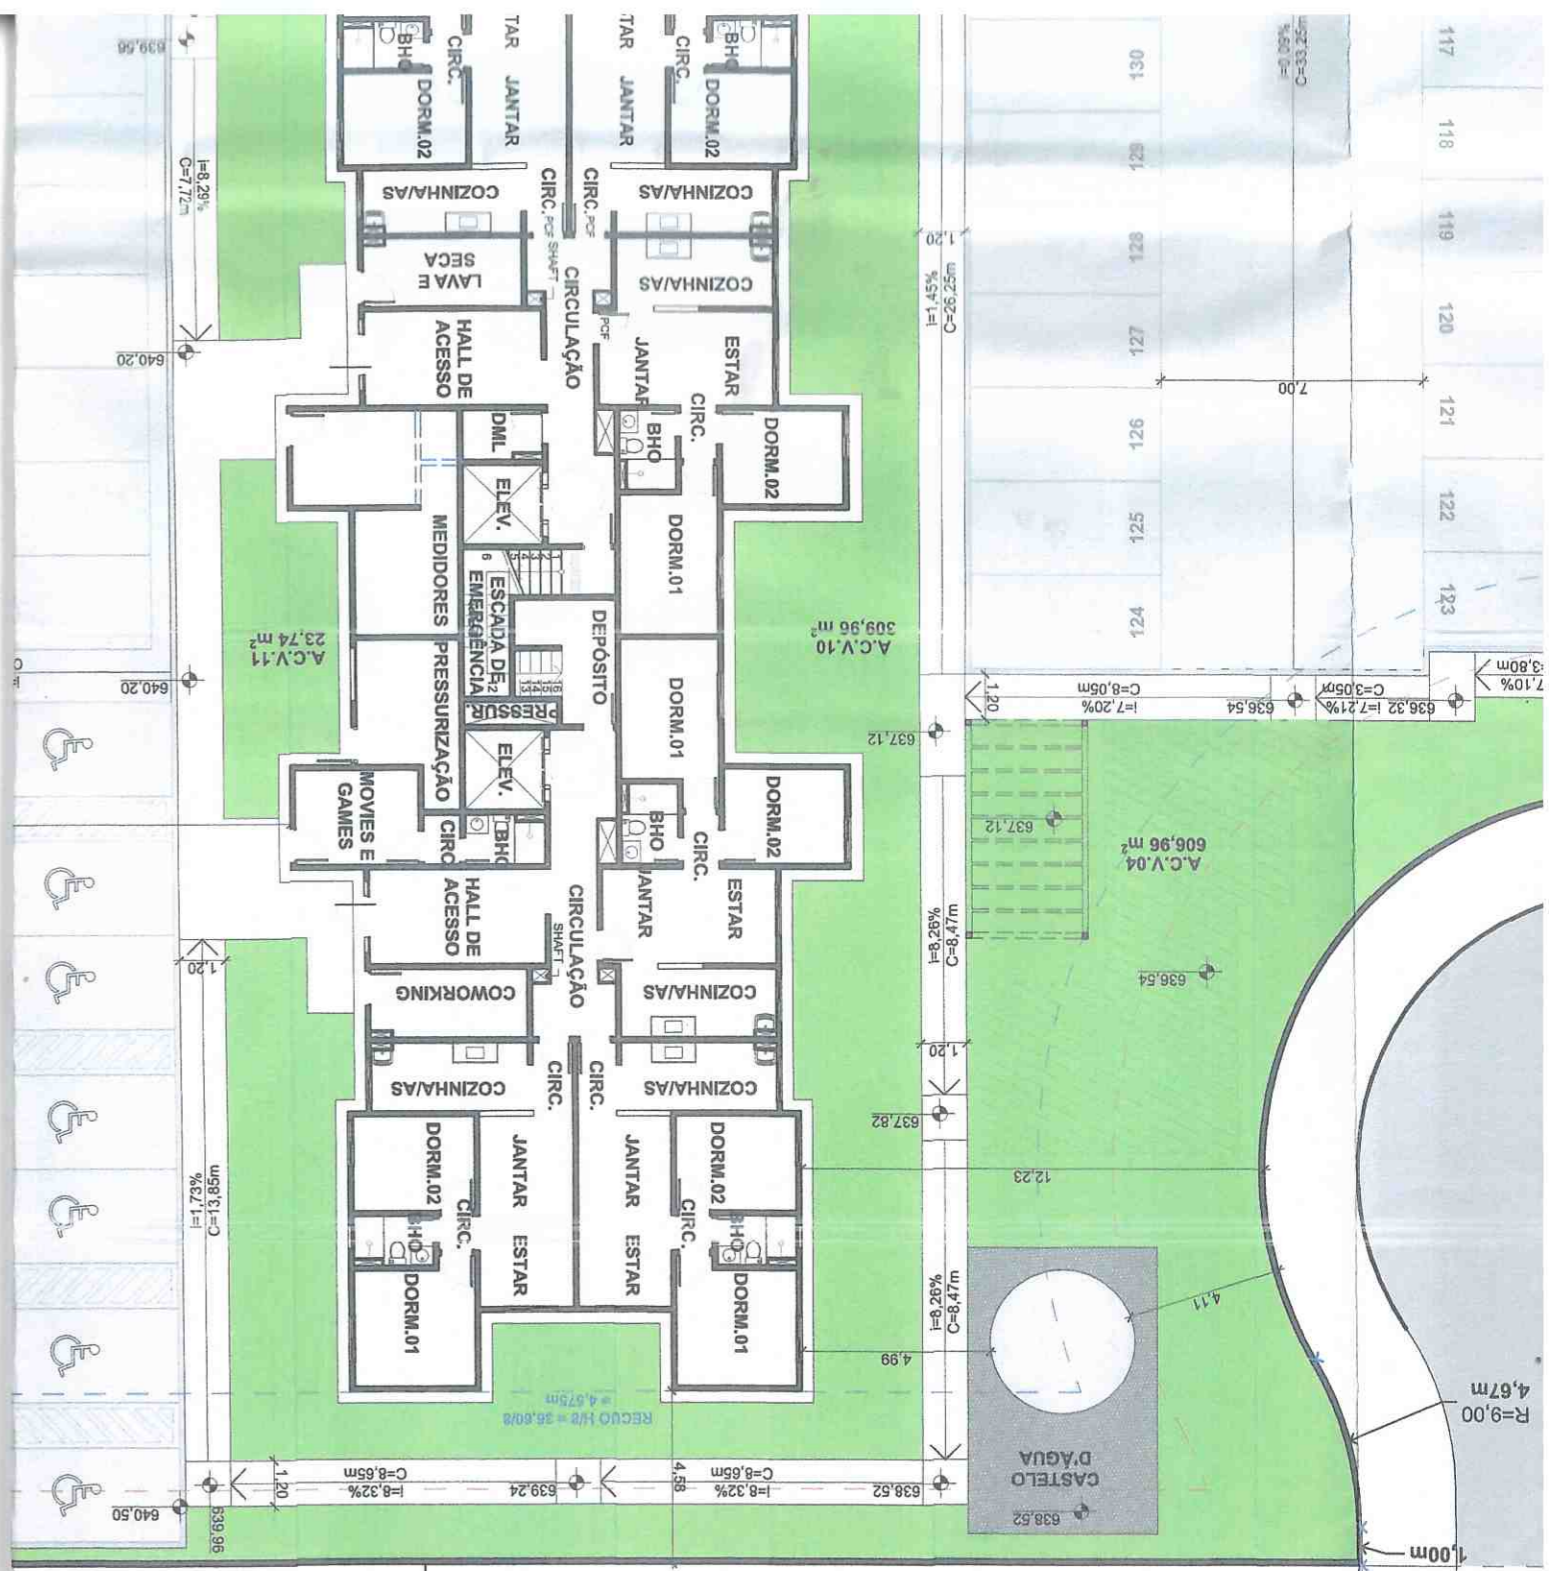 639,56
BHO
CIRC.
TAR
JANTAR
TAR
JANTAR
CIRC.
BHO
DORM.02
DORM.02
130
C=33,25m
117
118
129
i=8,29%
C=7,72m
COZINHA/AS
CIRC.
PCF
CIRC.
PCF
COZINHA/AS
119
128
1,20
LAVA E
SECA
SHAFT
CIRCULAÇÃO
COZINHA/AS
i=1,45%
C=26,25m
120
127
640,20
HALL DE
ACESSO
PCF
JANTAR
ESTAR
7,00
121
126
DML
BHO
CIRC.
DORM.02
ELEV.
122
125
MEDIDORES
DORM.01
ESCADA DE
EMERGÊNCIA
DEPÓSITO
123
124
A.C.V.11
23,74 m²
A.C.V.10
309,96 m²
640,20
PRESSURIZAÇÃO
PRESSUR.
DORM.01
1,20
i=7,20%
C=8,05m
636,54
i=7,21%
C=3,05m
636,32
7,10%
=3,80m
637,12
ELEV.
MOVIES E
GAMES
CIRC
BHO
BHO
CIRC.
DORM.02
637,12
A.C.V.04
606,96 m²
HALL DE
ACESSO
CIRCULAÇÃO
SHAFT
JANTAR
ESTAR
i=8,26%
C=8,47m
636,54
1,20
COWORKING
COZINHA/AS
1,20
COZINHA/AS
CIRC.
CIRC.
COZINHA/AS
637,82
i=1,73%
C=13,85m
DORM.02
JANTAR
JANTAR
DORM.02
12,23
BHO
CIRC.
ESTAR
ESTAR
CIRC.
BHO
DORM.01
DORM.01
i=8,26%
C=8,47m
4,11
4,99
RECUO H/8 = 36,60/8
= 4,575m
R=9,00
4,67m
CASTELO
D'ÁGUA
1,20
i=8,32%
C=8,65m
639,24
4,58
i=8,32%
C=8,65m
638,52
638,52
640,50
639,96
1,00m